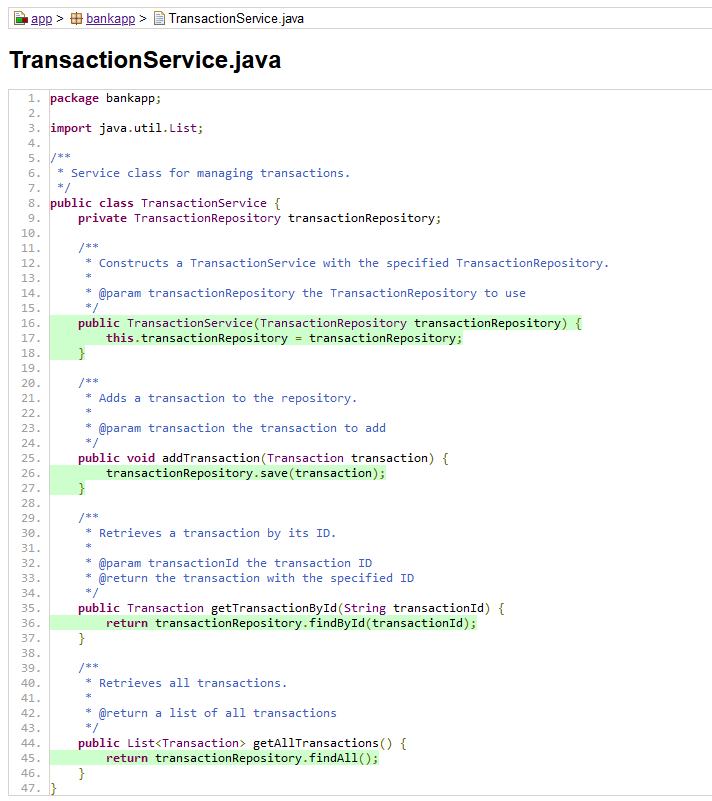 app > bankapp > TransactionService.java
TransactionService.java
1. package bankapp;
2.
3. import java.util.List;
4.
5. /**
6.  * Service class for managing transactions.
7.  */
8. public class TransactionService {
9.     private TransactionRepository transactionRepository;
10.
11.     /**
12.      * Constructs a TransactionService with the specified TransactionRepository.
13.      *
14.      * @param transactionRepository the TransactionRepository to use
15.      */
16.     public TransactionService(TransactionRepository transactionRepository) {
17.         this.transactionRepository = transactionRepository;
18.     }
19.
20.     /**
21.      * Adds a transaction to the repository.
22.      *
23.      * @param transaction the transaction to add
24.      */
25.     public void addTransaction(Transaction transaction) {
26.         transactionRepository.save(transaction);
27.     }
28.
29.     /**
30.      * Retrieves a transaction by its ID.
31.      *
32.      * @param transactionId the transaction ID
33.      * @return the transaction with the specified ID
34.      */
35.     public Transaction getTransactionById(String transactionId) {
36.         return transactionRepository.findById(transactionId);
37.     }
38.
39.     /**
40.      * Retrieves all transactions.
41.      *
42.      * @return a list of all transactions
43.      */
44.     public List<Transaction> getAllTransactions() {
45.         return transactionRepository.findAll();
46.     }
47. }